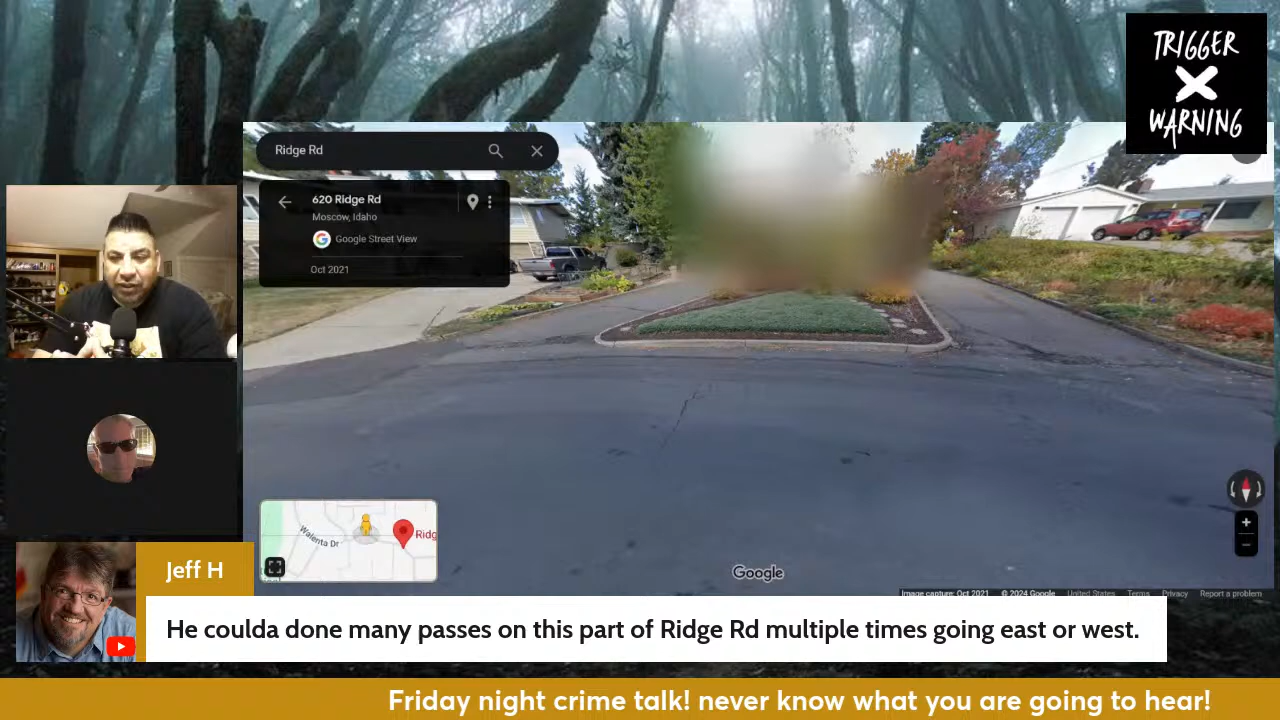 TRIGGER
X
WARNING
Ridge Rd
620 Ridge Rd
Moscow, Idaho
Google Street View
Oct 2021
Walenta Dr
Ridg
Google
Image capture: Oct 2021 © 2024 Google United States Terms Privacy Report a problem
Jeff H
He coulda done many passes on this part of Ridge Rd multiple times going east or west.
Friday night crime talk! never know what you are going to hear!